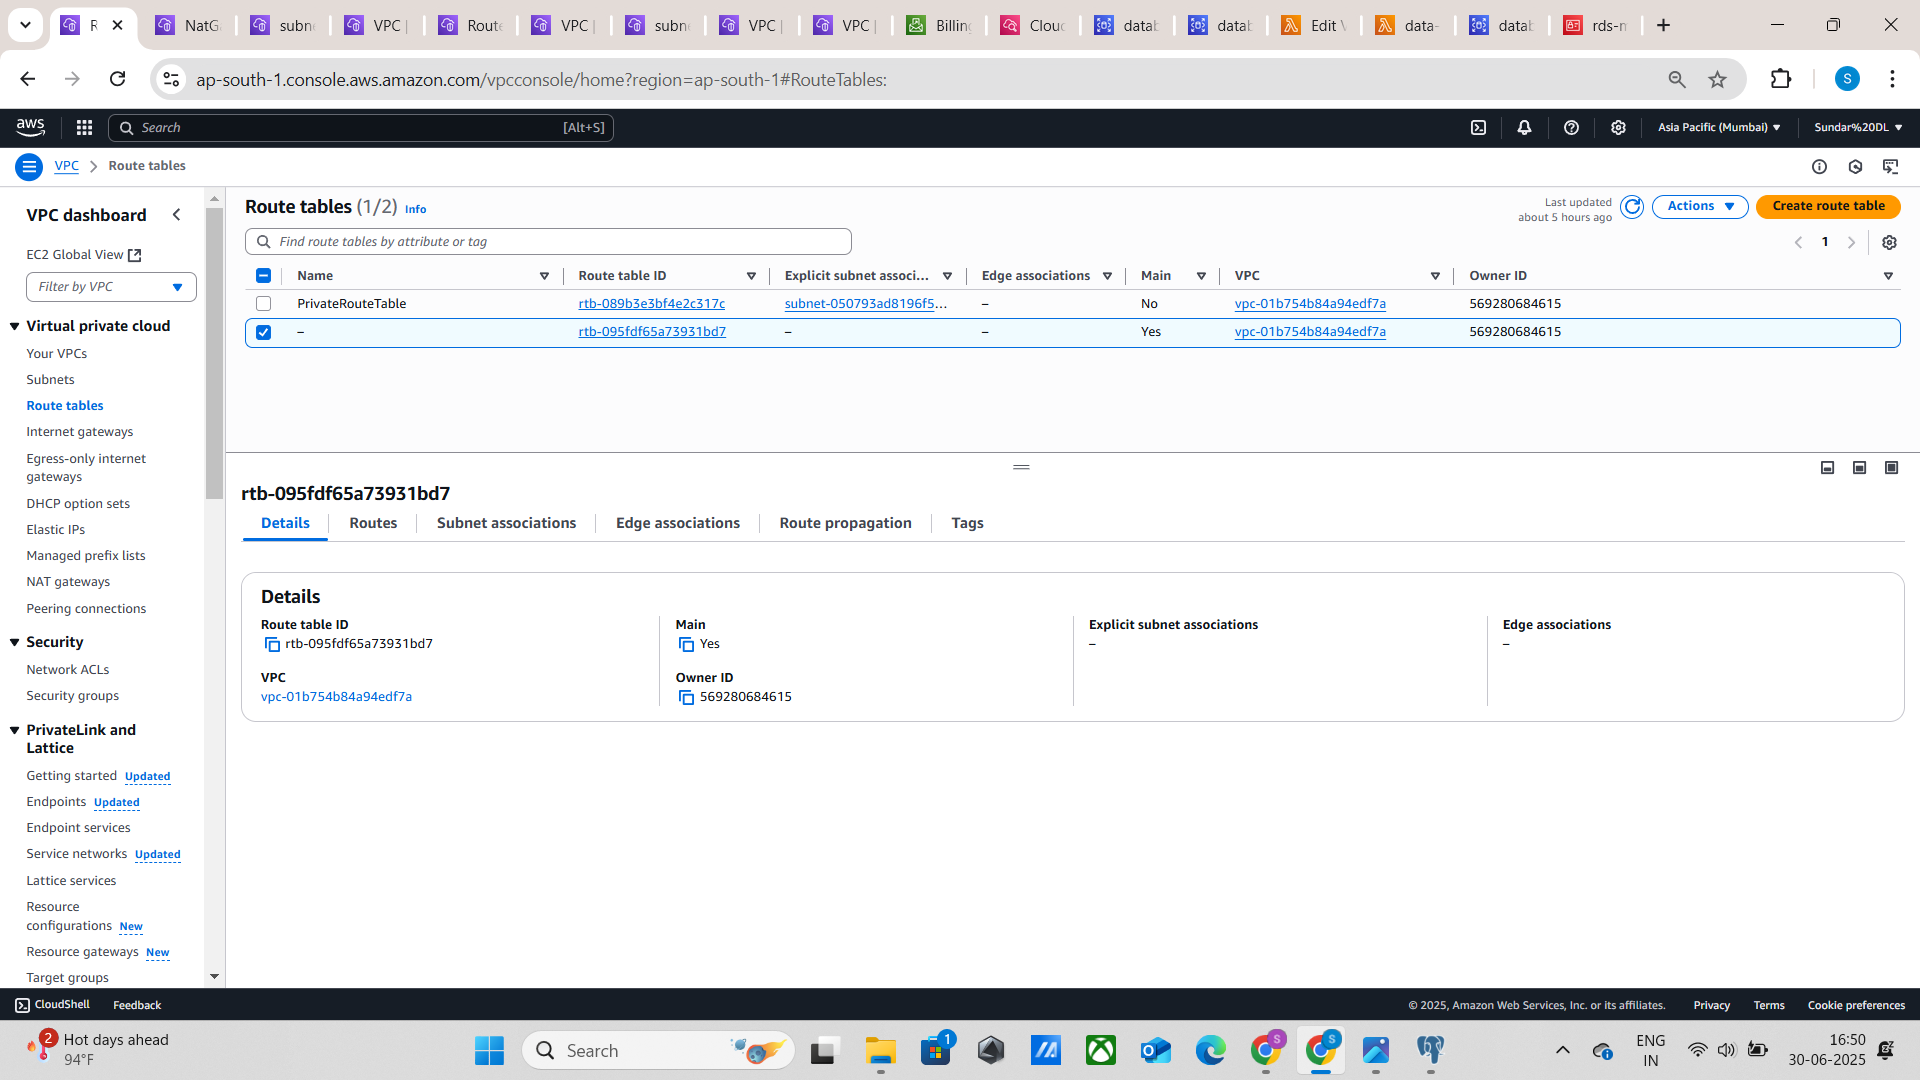 R
NatG
subn
VPC |
Route
VPC |
subn
VPC |
VPC |
Billing
Cloud
datab
datab
Edit V
data-
datab
rds-m
ap-south-1.console.aws.amazon.com/vpcconsole/home?region=ap-south-1#RouteTables:
S
aws
Search
[Alt+S]
Asia Pacific (Mumbai)
Sundar%20DL
VPC
Route tables
VPC dashboard
EC2 Global View
Filter by VPC
Virtual private cloud
Your VPCs
Subnets
Route tables
Internet gateways
Egress-only internet
gateways
DHCP option sets
Elastic IPs
Managed prefix lists
NAT gateways
Peering connections
Security
Network ACLs
Security groups
PrivateLink and
Lattice
Getting started Updated
Endpoints Updated
Endpoint services
Service networks Updated
Lattice services
Resource
configurations New
Resource gateways New
Target groups
Route tables (1/2) Info
Last updated
about 5 hours ago
Actions
Create route table
Find route tables by attribute or tag
1
Name Route table ID Explicit subnet associ... Edge associations Main VPC Owner ID
PrivateRouteTable rtb-089b3e3bf4e2c317c subnet-050793ad8196f5... – No vpc-01b754b84a94edf7a 569280684615
– rtb-095fdf65a73931bd7 – – Yes vpc-01b754b84a94edf7a 569280684615
rtb-095fdf65a73931bd7
Details Routes Subnet associations Edge associations Route propagation Tags
Details
Route table ID
rtb-095fdf65a73931bd7
Main
Yes
Explicit subnet associations
–
Edge associations
–
VPC
vpc-01b754b84a94edf7a
Owner ID
569280684615
CloudShell
Feedback
© 2025, Amazon Web Services, Inc. or its affiliates.
Privacy
Terms
Cookie preferences
2
Hot days ahead
94°F
Search
1
S
S
ENG
IN
16:50
30-06-2025